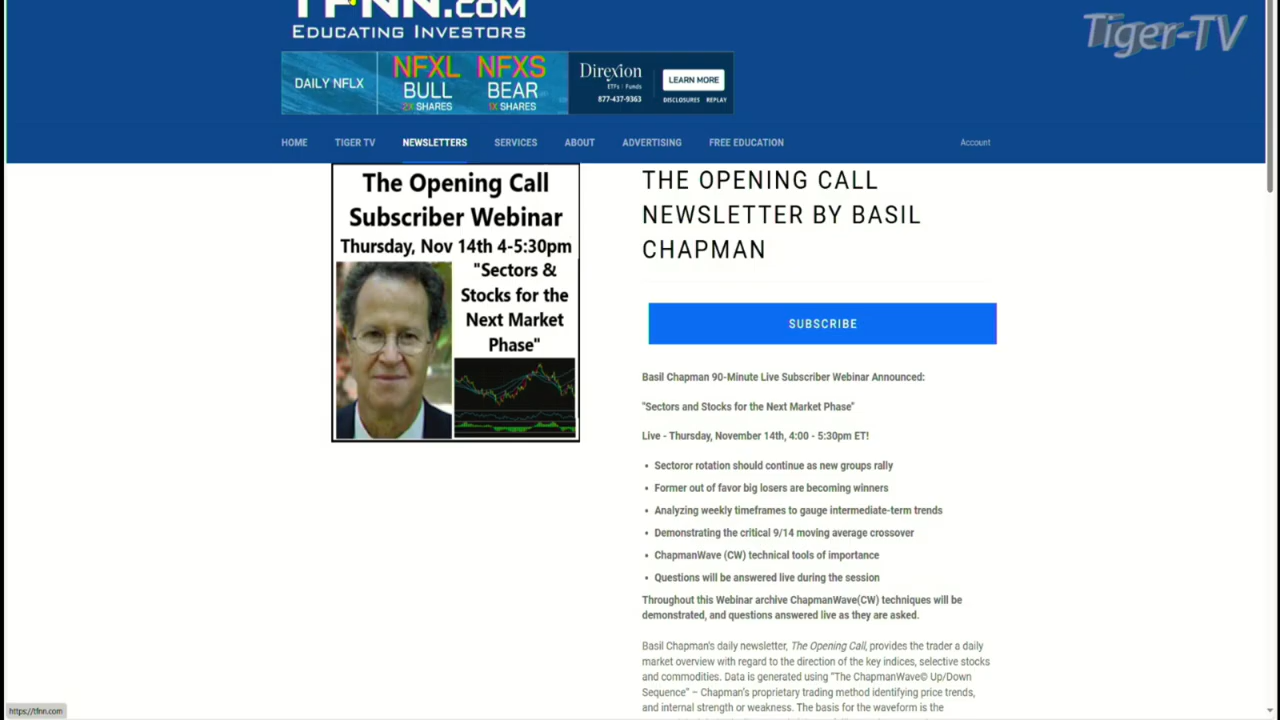 TFNN.COM
EDUCATING INVESTORS
Tiger-TV
DAILY NFLX
NFXL
BULL
2X SHARES
NFXS
BEAR
1X SHARES
Direxion
ETFs | Funds
877-437-9363
LEARN MORE
DISCLOSURES REPLAY
HOME TIGER TV NEWSLETTERS SERVICES ABOUT ADVERTISING FREE EDUCATION Account
The Opening Call
Subscriber Webinar
Thursday, Nov 14th 4-5:30pm
"Sectors &
Stocks for the
Next Market
Phase"
THE OPENING CALL
NEWSLETTER BY BASIL
CHAPMAN
SUBSCRIBE
Basil Chapman 90-Minute Live Subscriber Webinar Announced:
"Sectors and Stocks for the Next Market Phase"
Live - Thursday, November 14th, 4:00 - 5:30pm ET!
• Sectoror rotation should continue as new groups rally
• Former out of favor big losers are becoming winners
• Analyzing weekly timeframes to gauge intermediate-term trends
• Demonstrating the critical 9/14 moving average crossover
• ChapmanWave (CW) technical tools of importance
• Questions will be answered live during the session
Throughout this Webinar archive ChapmanWave(CW) techniques will be
demonstrated, and questions answered live as they are asked.
Basil Chapman's daily newsletter, The Opening Call, provides the trader a daily
market overview with regard to the direction of the key indices, selective stocks
and commodities. Data is generated using "The ChapmanWave© Up/Down
Sequence" – Chapman's proprietary trading method identifying price trends,
and internal strength or weakness. The basis for the waveform is the
https://tfnn.com